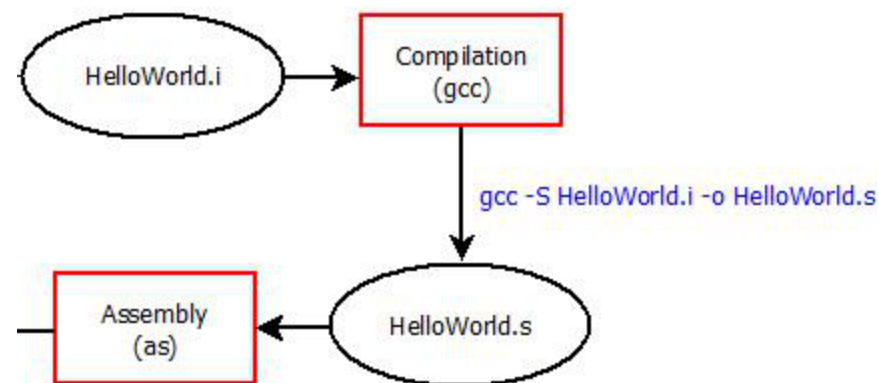 HelloWorld.i
Compilation
(gcc)
gcc -S HelloWorld.i -o HelloWorld.s
Assembly
(as)
HelloWorld.s